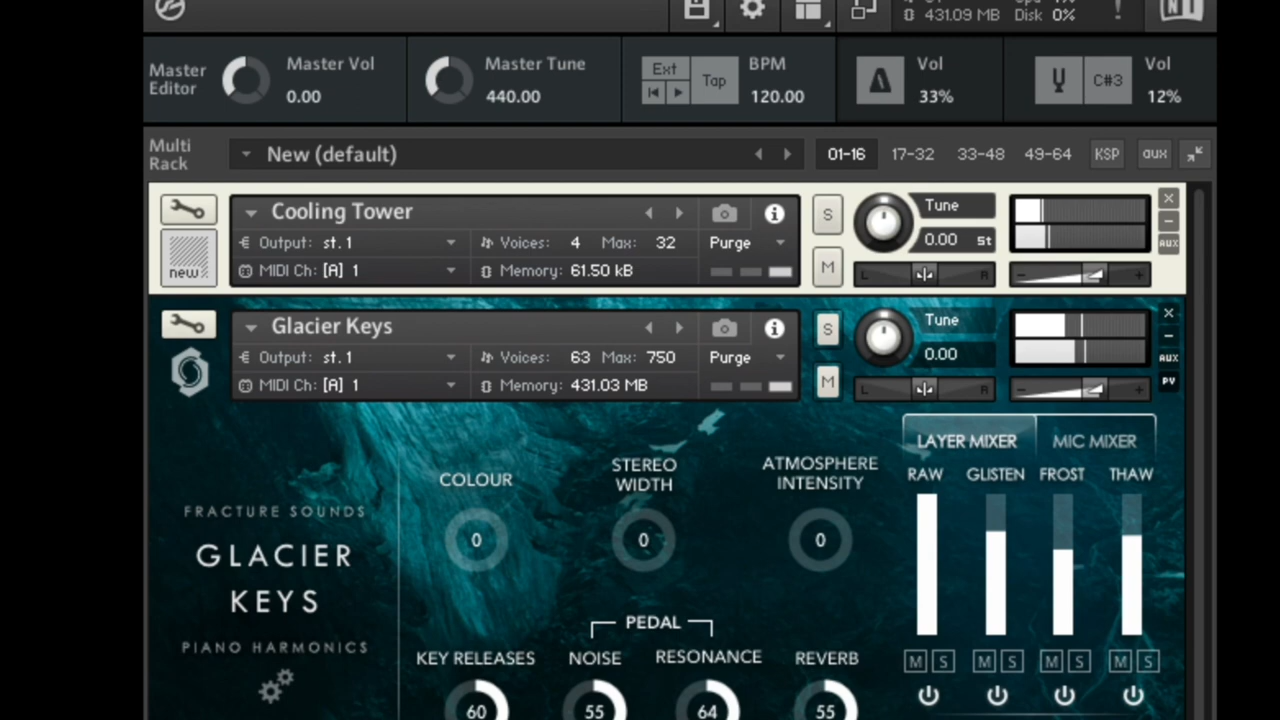 431.09 MB Disk 0%
Master Editor
Master Vol
0.00
Master Tune
440.00
Ext
Tap
BPM
120.00
Vol
33%
C#3
Vol
12%
Multi Rack
New (default)
01-16 17-32 33-48 49-64 KSP aux
Cooling Tower
Output: st.1 Voices: 4 Max: 32 Purge
MIDI Ch: [A] 1 Memory: 61.50 kB
new
S
M
Tune
0.00 St
L R
- +
AUX
Glacier Keys
Output: st.1 Voices: 63 Max: 750 Purge
MIDI Ch: [A] 1 Memory: 431.03 MB
S
M
Tune
0.00
L R
- +
AUX
PV
FRACTURE SOUNDS
GLACIER
KEYS
PIANO HARMONICS
COLOUR
0
STEREO
WIDTH
0
ATMOSPHERE
INTENSITY
0
PEDAL
KEY RELEASES NOISE RESONANCE REVERB
60 55 64 55
LAYER MIXER MIC MIXER
RAW GLISTEN FROST THAW
M S M S M S M S